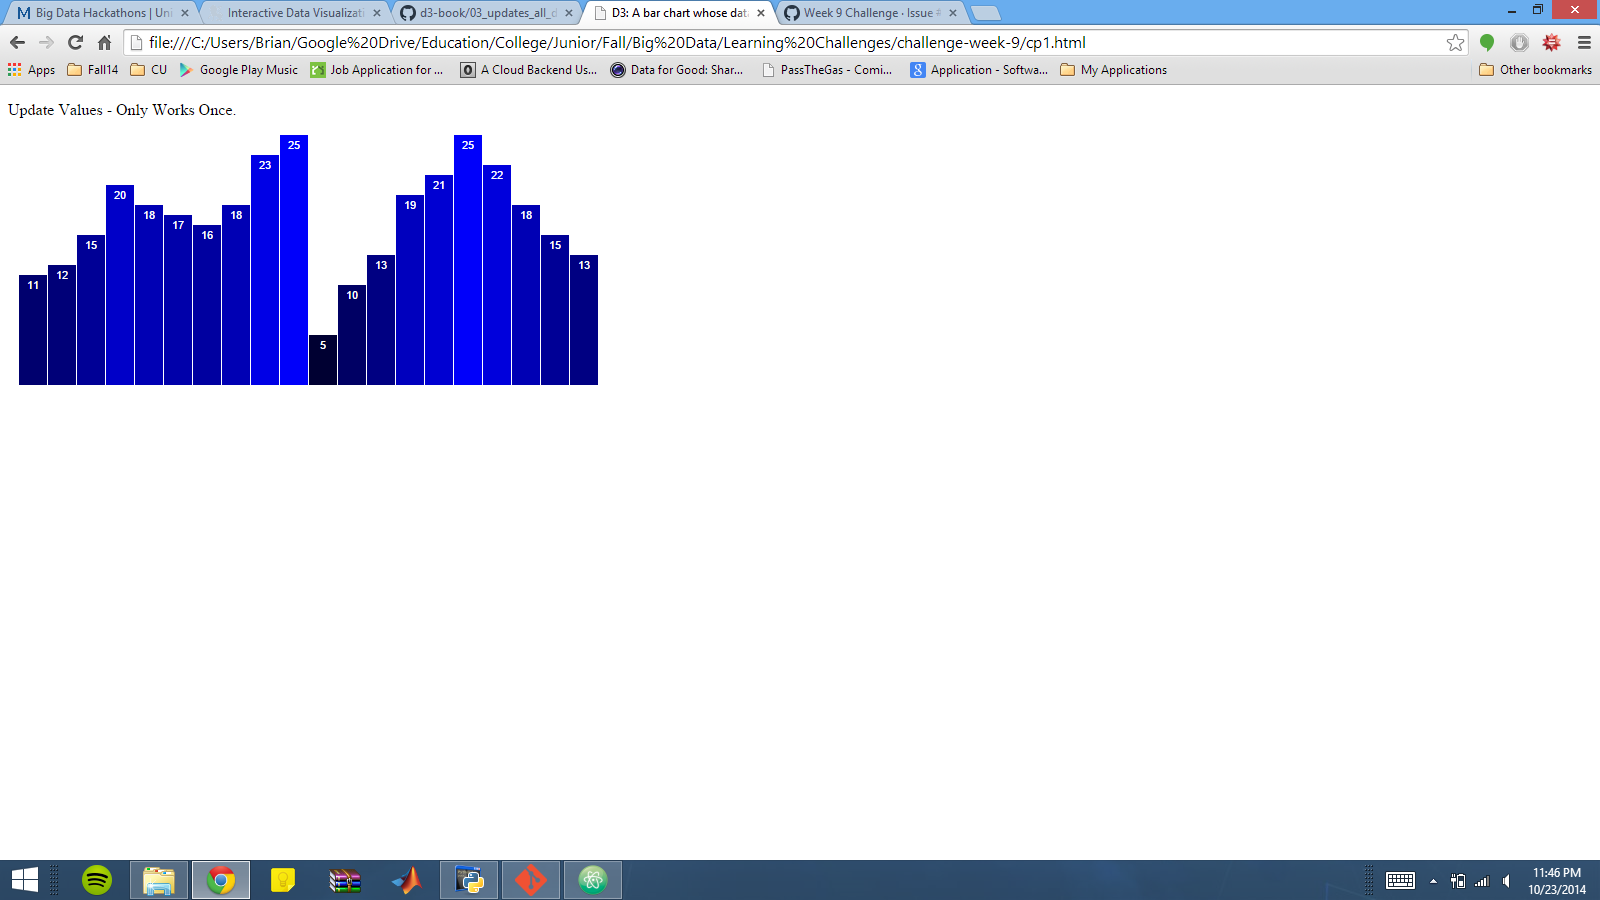 Big Data Hackathons | Uni
Interactive Data Visualizati
d3-book/03_updates_all_d
D3: A bar chart whose dat
Week 9 Challenge · Issue #
file:///C:/Users/Brian/Google%20Drive/Education/College/Junior/Fall/Big%20Data/Learning%20Challenges/challenge-week-9/cp1.html
Apps
Fall14
CU
Google Play Music
Job Application for ...
A Cloud Backend Us...
Data for Good: Shar...
PassTheGas - Comi...
Application - Softwa...
My Applications
Other bookmarks
Update Values - Only Works Once.
11
12
15
20
18
17
16
18
23
25
5
10
13
19
21
25
22
18
15
13
11:46 PM
10/23/2014